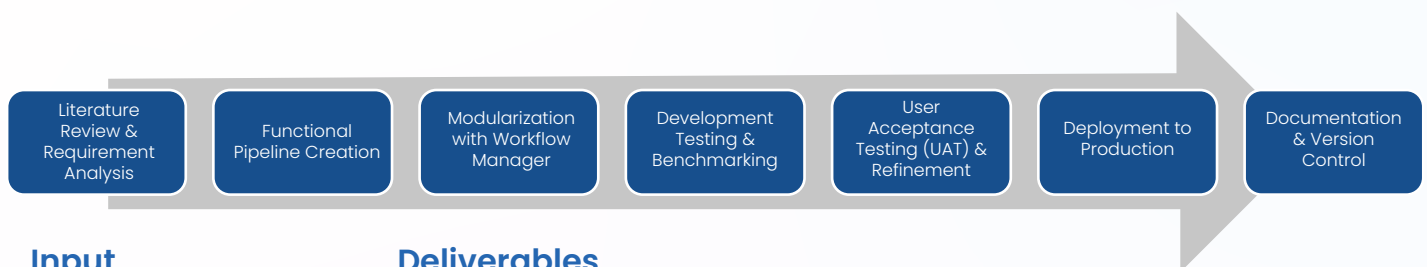 Literature
Review &
Requirement
Analysis
Functional
Pipeline Creation
Modularization
with Workflow
Manager
Development
Testing &
Benchmarking
User
Acceptance
Testing (UAT) &
Refinement
Deployment to
Production
Documentation
& Version
Control
Input
Deliverables